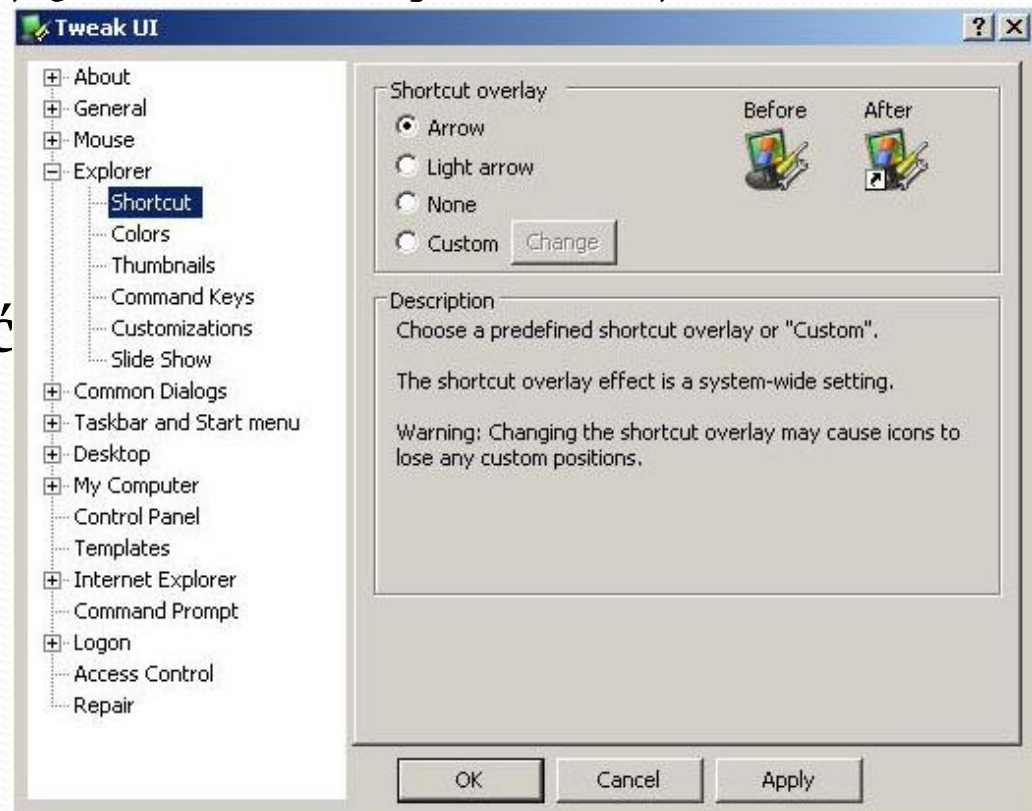 Tweak UI
About
General
Mouse
Explorer
Shortcut
Colors
Thumbnails
Command Keys
Customizations
Slide Show
Common Dialogs
Taskbar and Start menu
Desktop
My Computer
Control Panel
Templates
Internet Explorer
Command Prompt
Logon
Access Control
Repair
Shortcut overlay
Arrow
Light arrow
None
Custom Change
Before After
Description
Choose a predefined shortcut overlay or "Custom".
The shortcut overlay effect is a system-wide setting.
Warning: Changing the shortcut overlay may cause icons to
lose any custom positions.
OK Cancel Apply